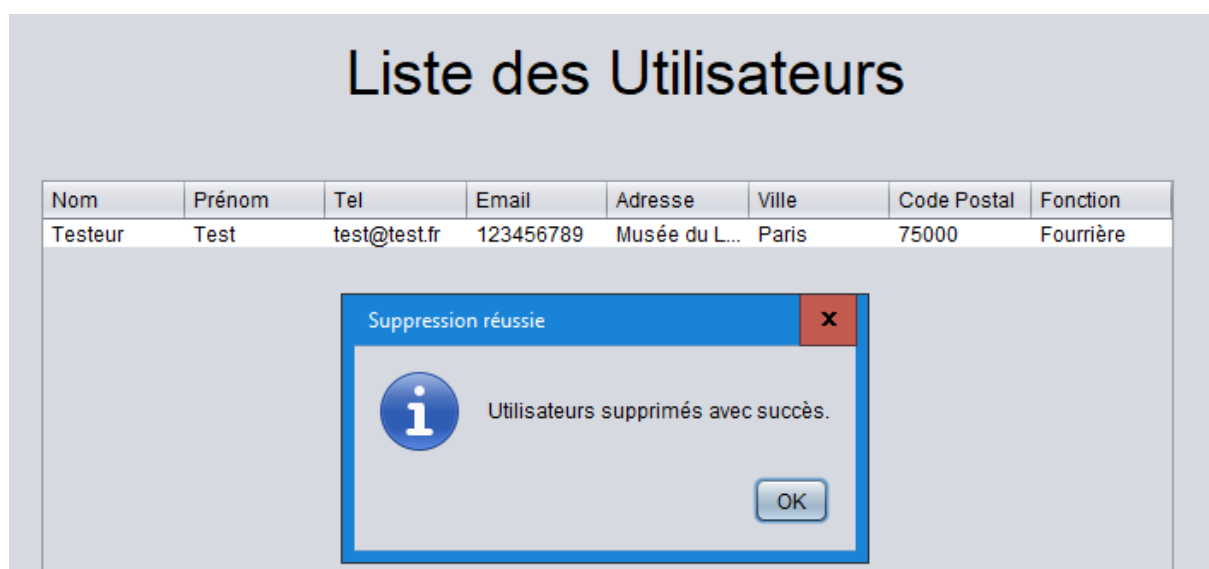 Liste des Utilisateurs
Nom Prénom Tel Email Adresse Ville Code Postal Fonction
Testeur Test test@test.fr 123456789 Musée du L... Paris 75000 Fourrière
Suppression réussie x
Utilisateurs supprimés avec succès.
OK